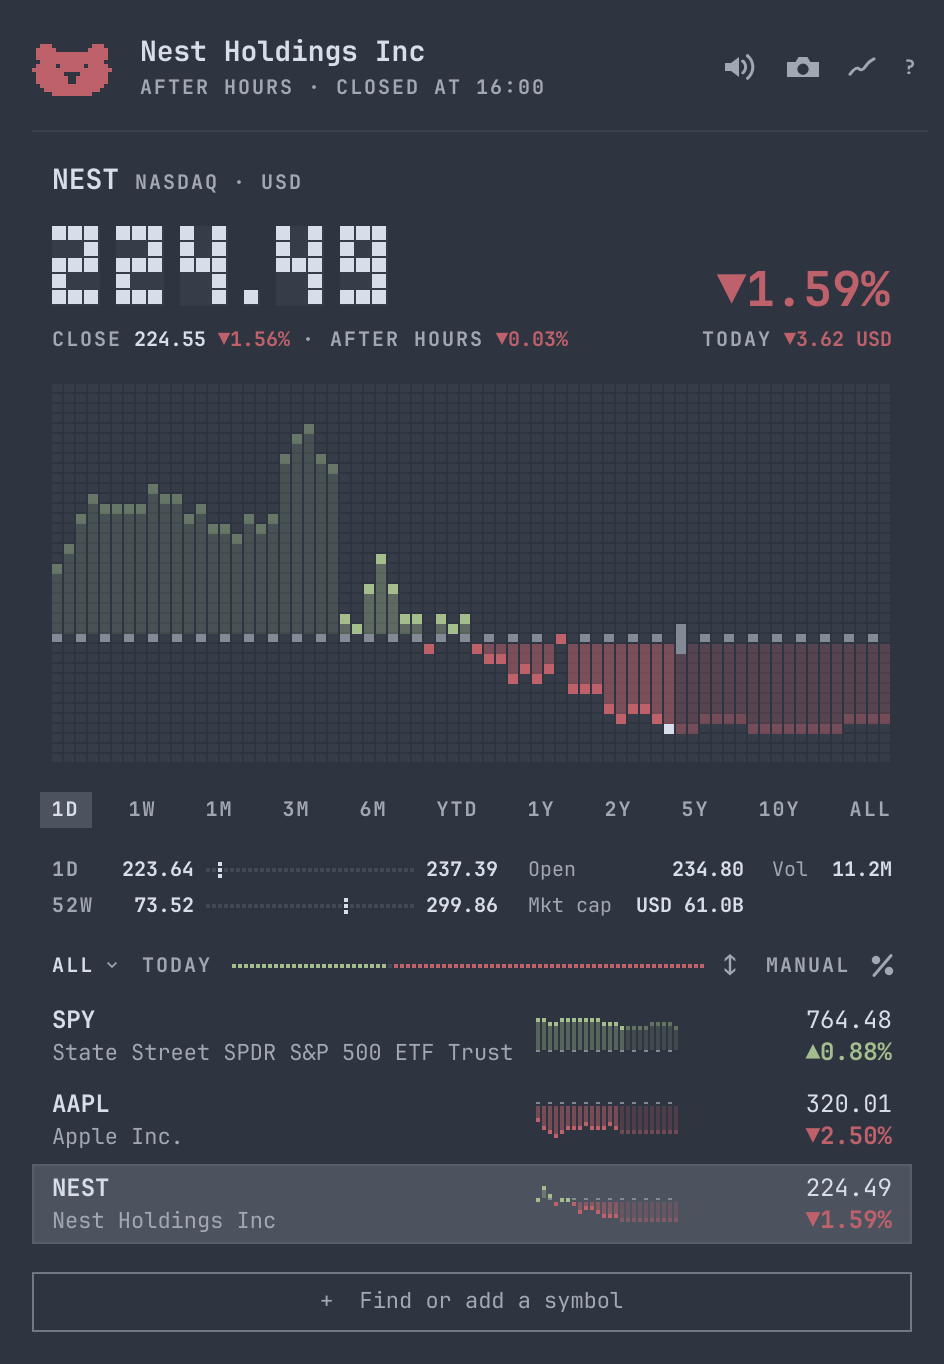 Nest Holdings Inc
AFTER HOURS · CLOSED AT 16:00
?
NEST NASDAQ · USD
224.49
▼1.59%
CLOSE 224.55 ▼1.56% · AFTER HOURS ▼0.03%
TODAY ▼3.62 USD
1D 1W 1M 3M 6M YTD 1Y 2Y 5Y 10Y ALL
1D 223.64 237.39 Open 234.80 Vol 11.2M
52W 73.52 299.86 Mkt cap USD 61.0B
ALL TODAY MANUAL %
SPY 764.48
State Street SPDR S&P 500 ETF Trust ▲0.88%
AAPL 320.01
Apple Inc. ▼2.50%
NEST 224.49
Nest Holdings Inc ▼1.59%
+ Find or add a symbol